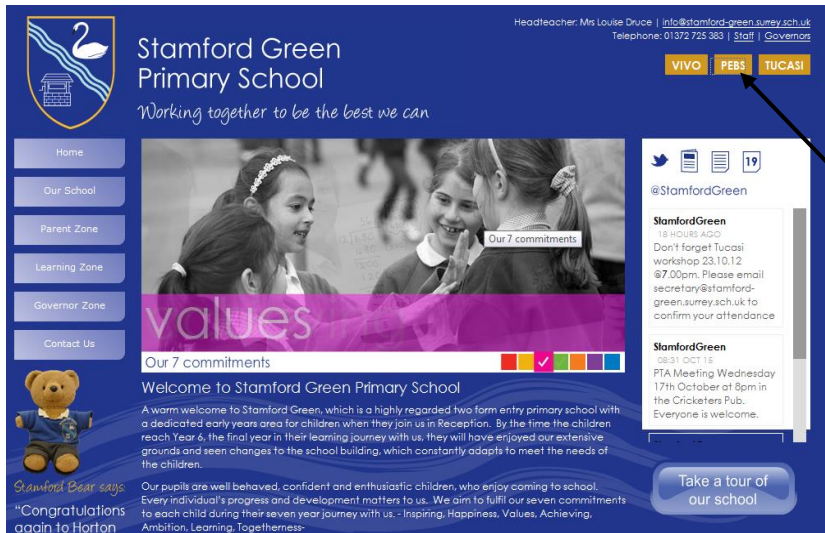 Headteacher: Mrs Louise Druce | info@stamford-green.surrey.sch.uk
Telephone: 01372 725 383 | Staff | Governors
VIVO PEBS TUCASI
Stamford Green
Primary School
Working together to be the best we can
Home
Our School
Parent Zone
Learning Zone
Governor Zone
Contact Us
Our 7 commitments
values
Our 7 commitments
19
@StamfordGreen
StamfordGreen
18 HOURS AGO
Don't forget Tucasi
workshop 23.10.12
@7.00pm. Please email
secretary@stamford-
green.surrey.sch.uk to
confirm your attendance
StamfordGreen
08:31 OCT 15
PTA Meeting Wednesday
17th October at 8pm in
the Cricketers Pub.
Everyone is welcome.
Welcome to Stamford Green Primary School
A warm welcome to Stamford Green, which is a highly regarded two form entry primary school with
a dedicated early years area for children when they join us in Reception. By the time the children
reach Year 6, the final year in their learning journey with us, they will have enjoyed our extensive
grounds and seen changes to the school building, which constantly adapts to meet the needs of
the children.
Our pupils are well behaved, confident and enthusiastic children, who enjoy coming to school.
Every individual's progress and development matters to us. We aim to fulfil our seven commitments
to each child during their seven year journey with us. - Inspiring, Happiness, Values, Achieving,
Ambition, Learning, Togetherness-
Stamford Bear says:
"Congratulations
again to Horton
Take a tour of
our school